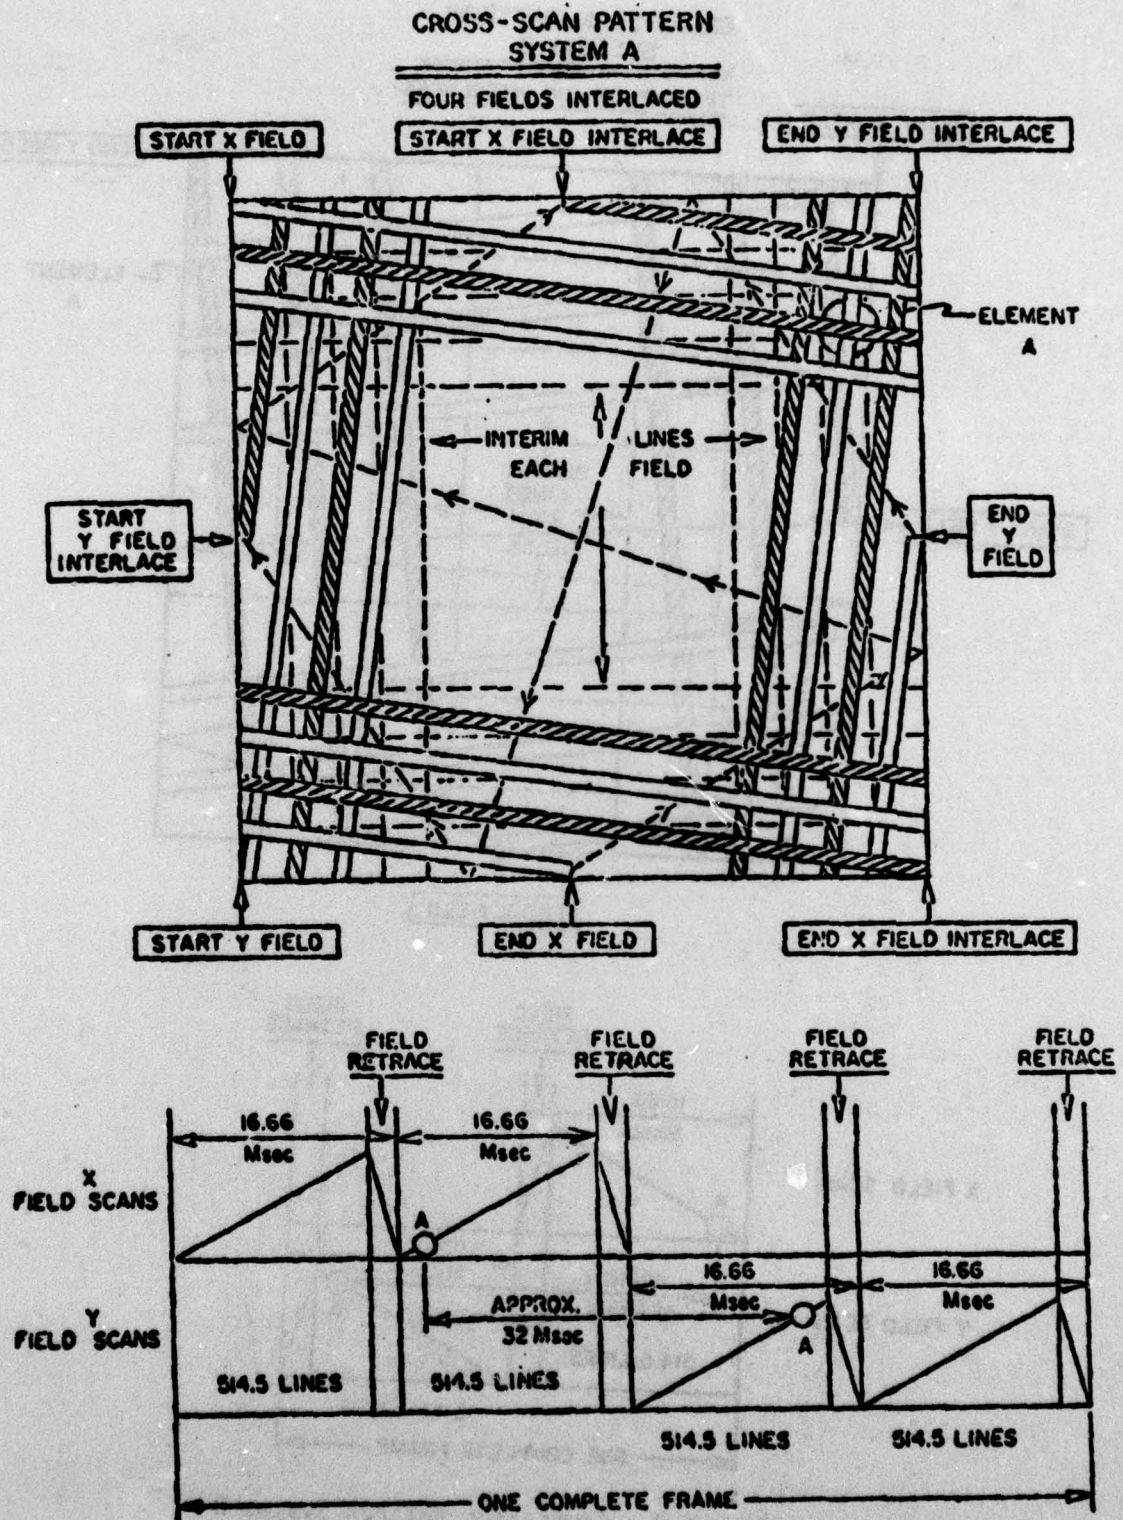 CROSS-SCAN PATTERN
SYSTEM A
FOUR FIELDS INTERLACED
START X FIELD
START X FIELD INTERLACE
END Y FIELD INTERLACE
ELEMENT
A
INTERIM LINES
EACH FIELD
START
Y FIELD
INTERLACE
END
Y
FIELD
START Y FIELD
END X FIELD
END X FIELD INTERLACE
FIELD
RETRACE
FIELD
RETRACE
FIELD
RETRACE
FIELD
RETRACE
16.66
Msec
16.66
Msec
X
FIELD SCANS
A
16.66
Msec
16.66
Msec
Y
FIELD SCANS
APPROX.
32 Msec
A
514.5 LINES
514.5 LINES
514.5 LINES
514.5 LINES
ONE COMPLETE FRAME